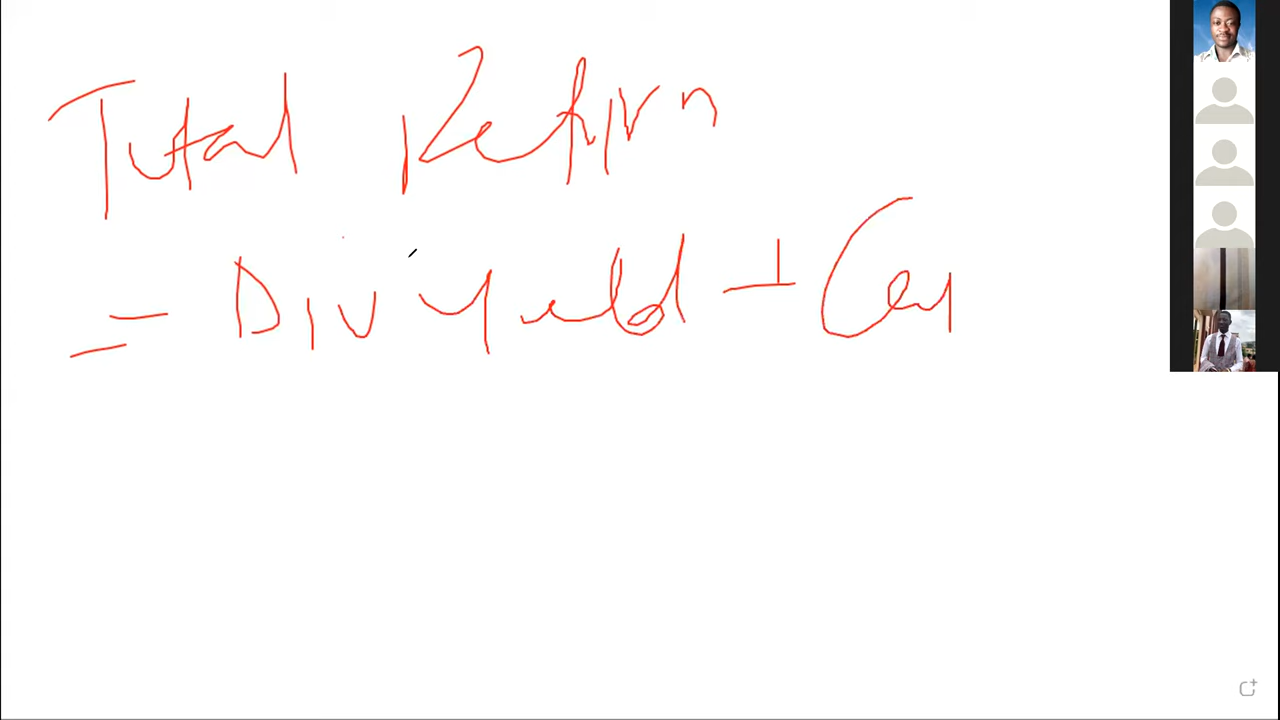 Total Return
= Div Yield + Cap